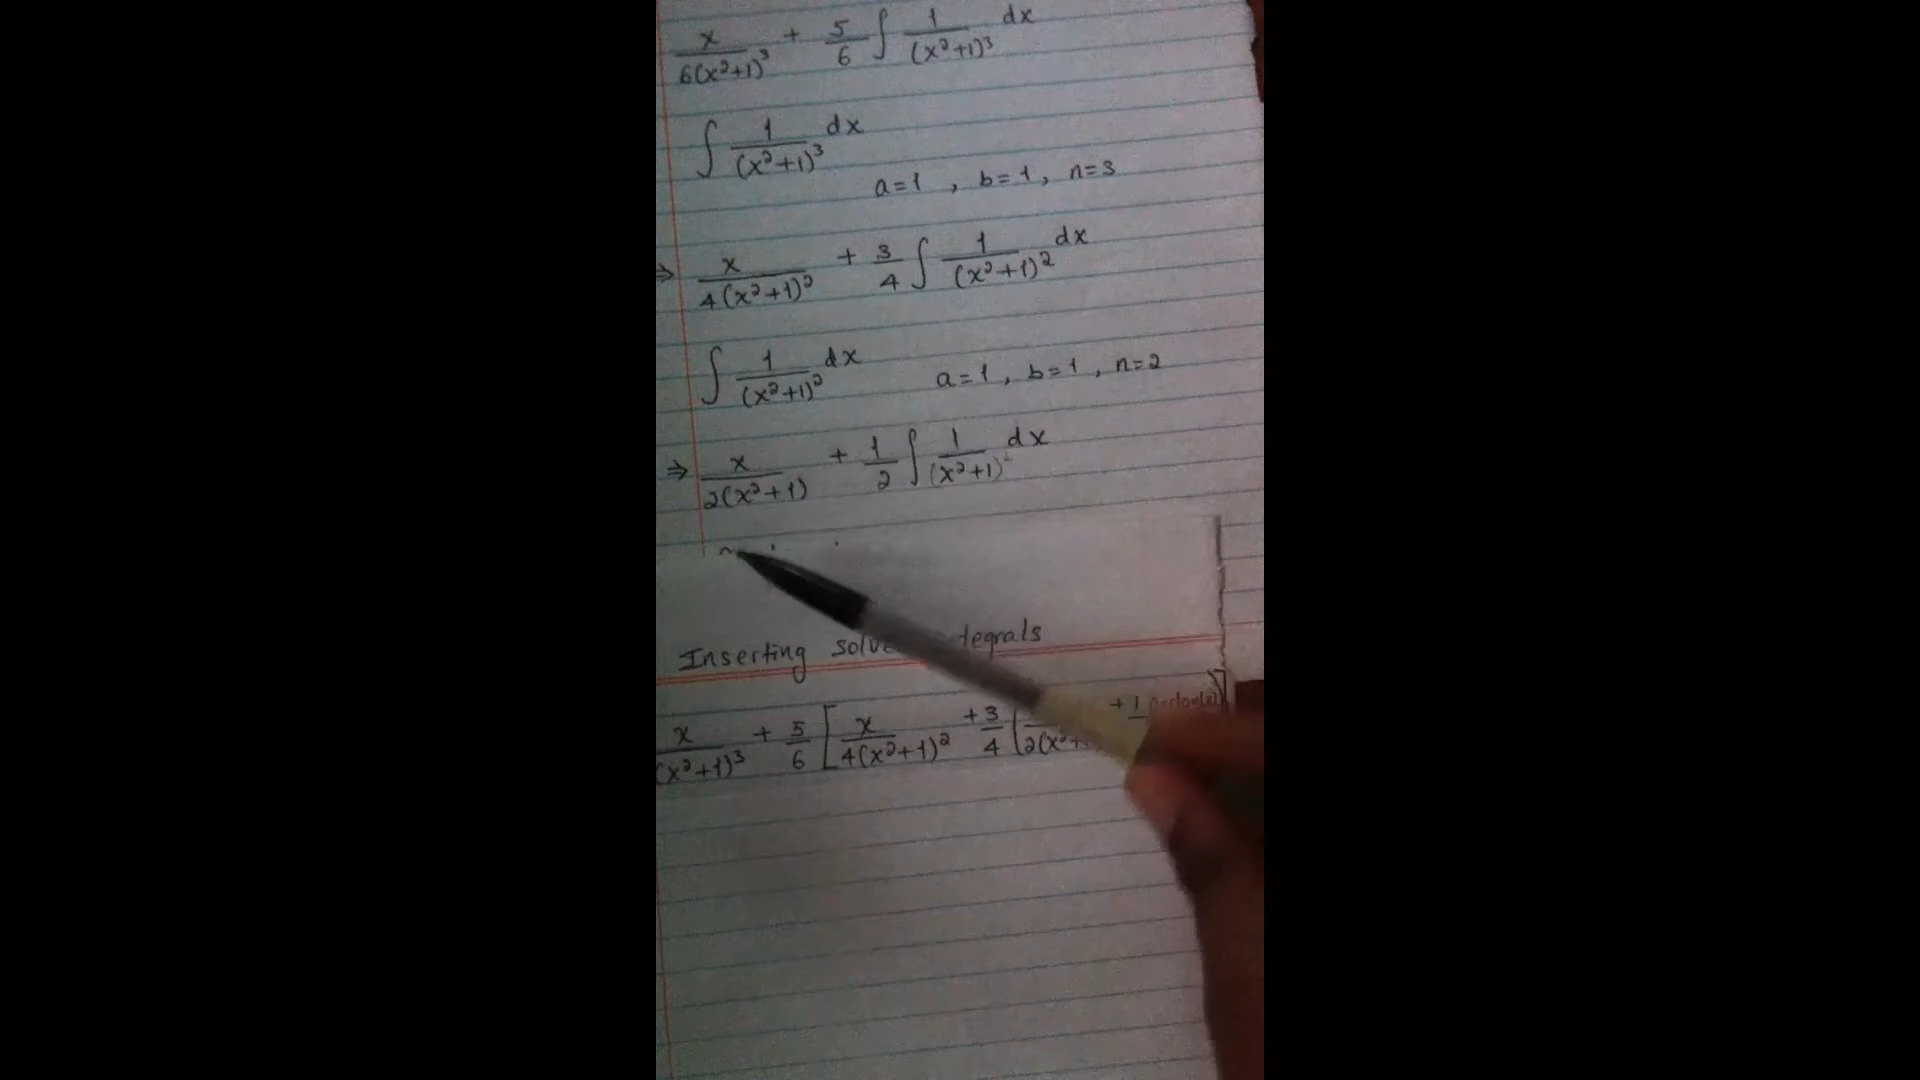 x/6(x²+1)³ + 5/6 ∫ 1/(x²+1)³ dx
∫ 1/(x²+1)³ dx
a=1 , b=1, n=3
⇒ x/4(x²+1)² + 3/4 ∫ 1/(x²+1)² dx
∫ 1/(x²+1)² dx a=1, b=1, n=2
⇒ x/2(x²+1) + 1/2 ∫ 1/(x²+1) dx
Inserting
x/(x²+1)³ + 5/6 [ x/4(x²+1)² + 3/4 ( /2(x²+ + 1